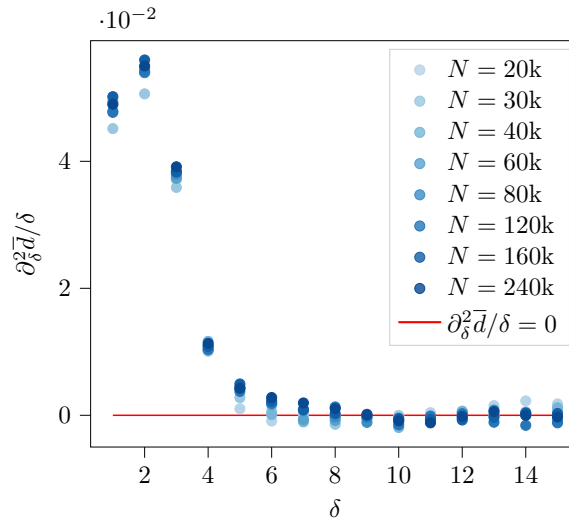 ·10⁻²
4
2
0
∂²_δ d̅/δ
2
4
6
8
10
12
14
δ
N = 20k
N = 30k
N = 40k
N = 60k
N = 80k
N = 120k
N = 160k
N = 240k
∂²_δ d̅/δ = 0